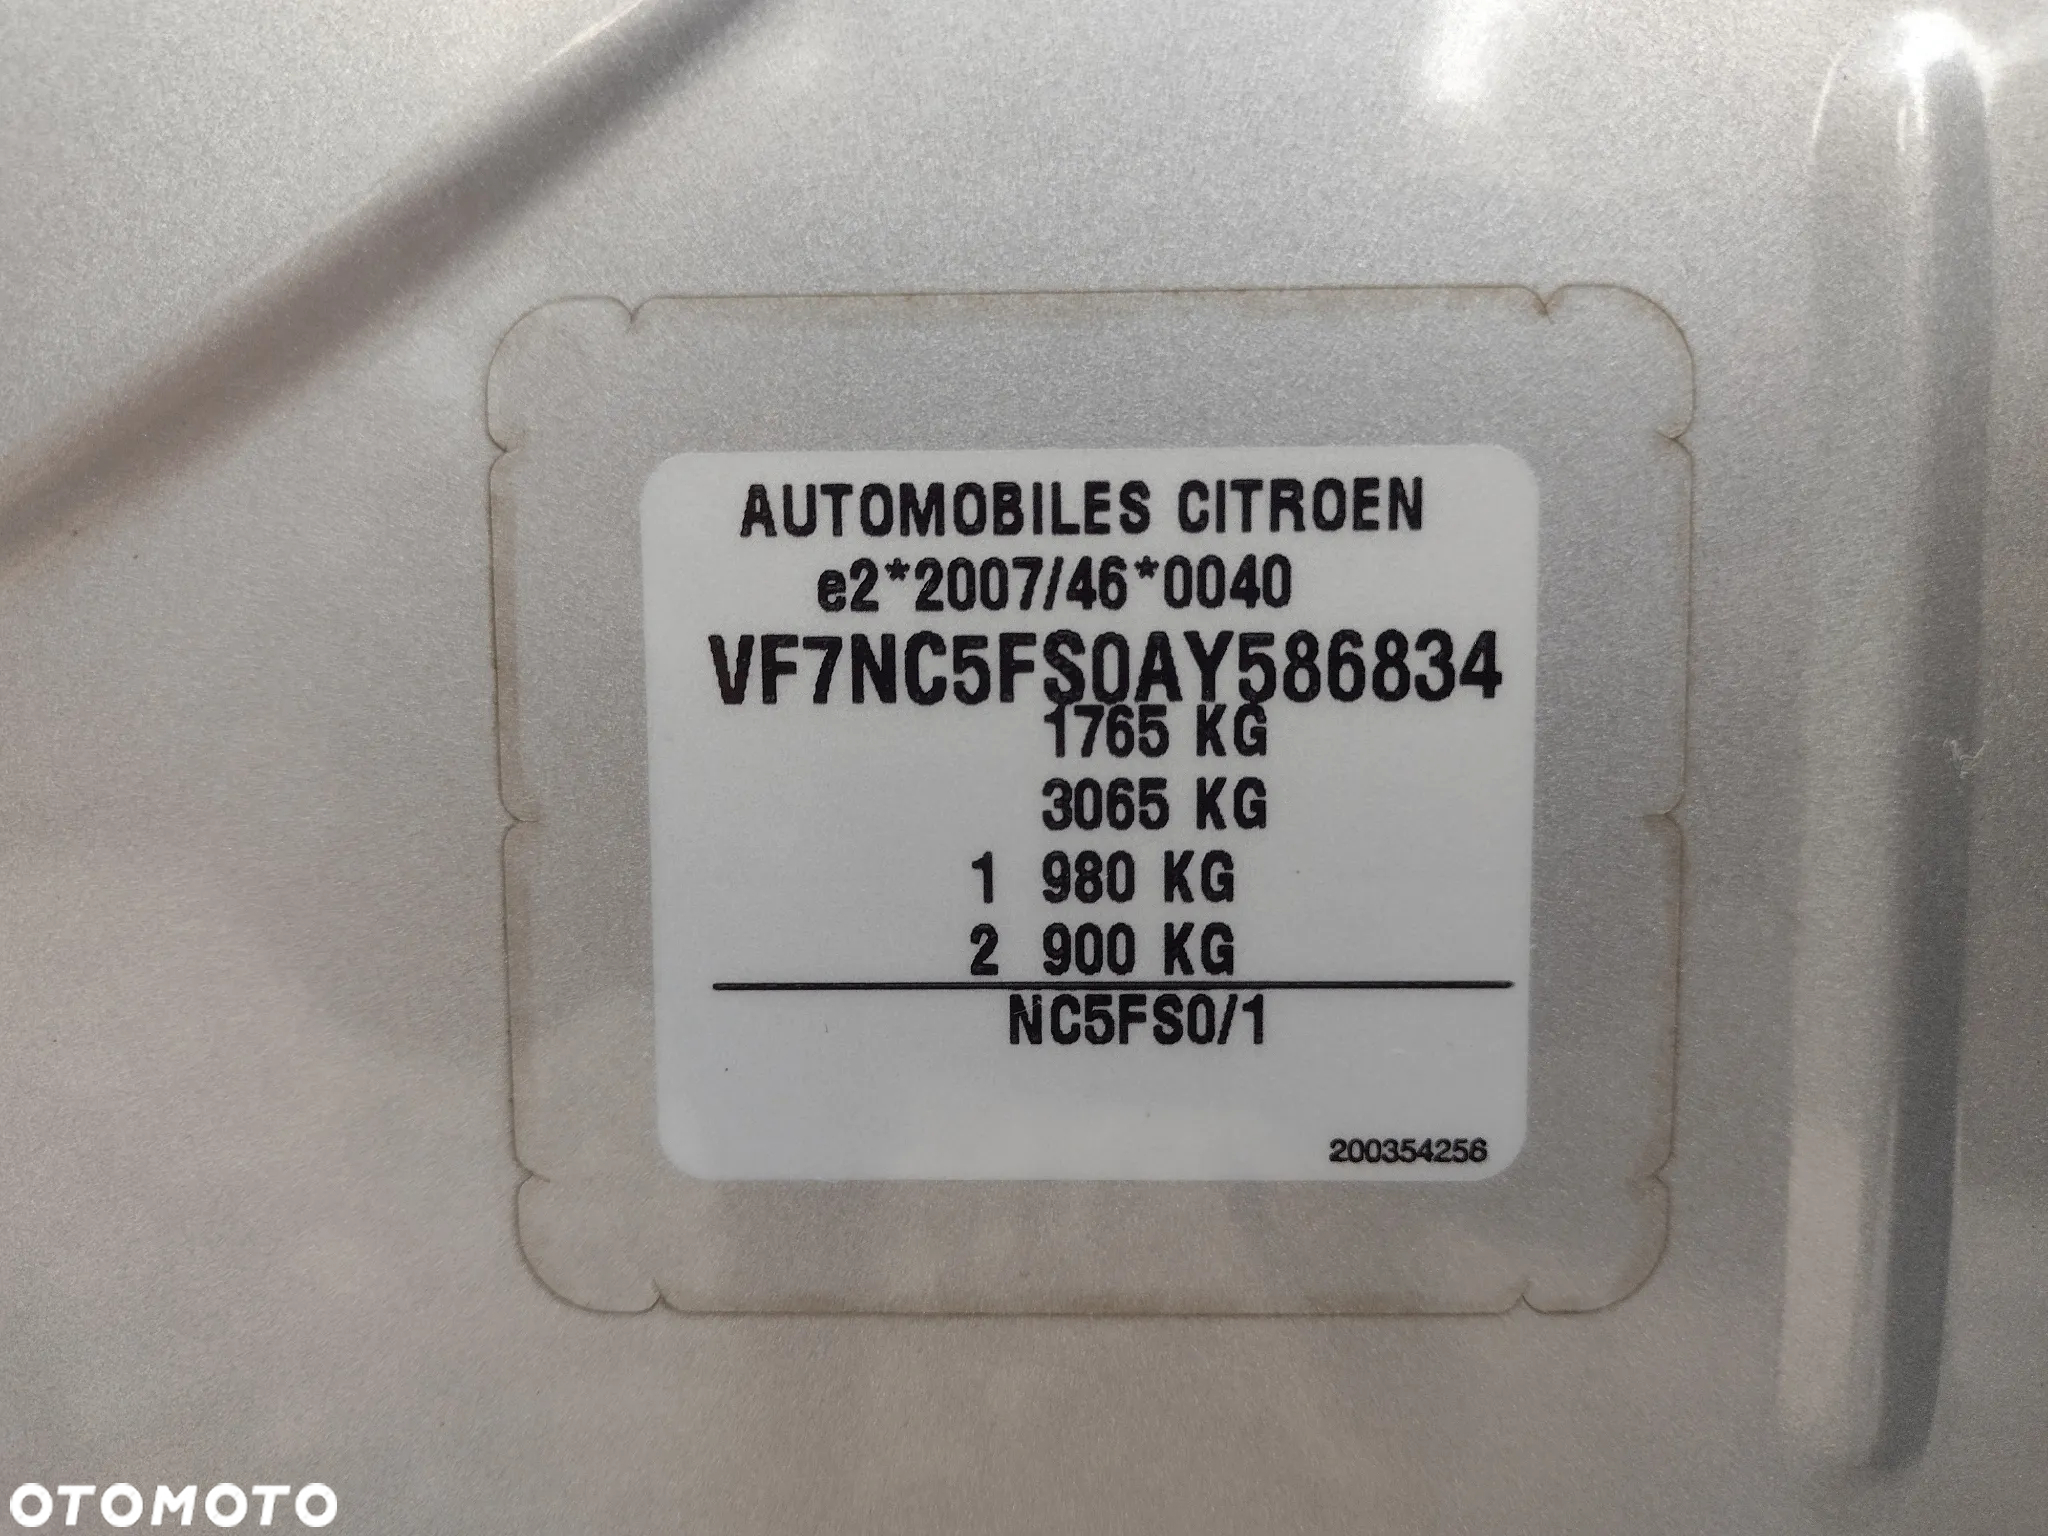 AUTOMOBILES CITROEN
e2*2007/46*0040
VF7NC5FS0AY586834
1765 KG
3065 KG
1 980 KG
2 900 KG
NC5FS0/1
200354256
OTOMOTO